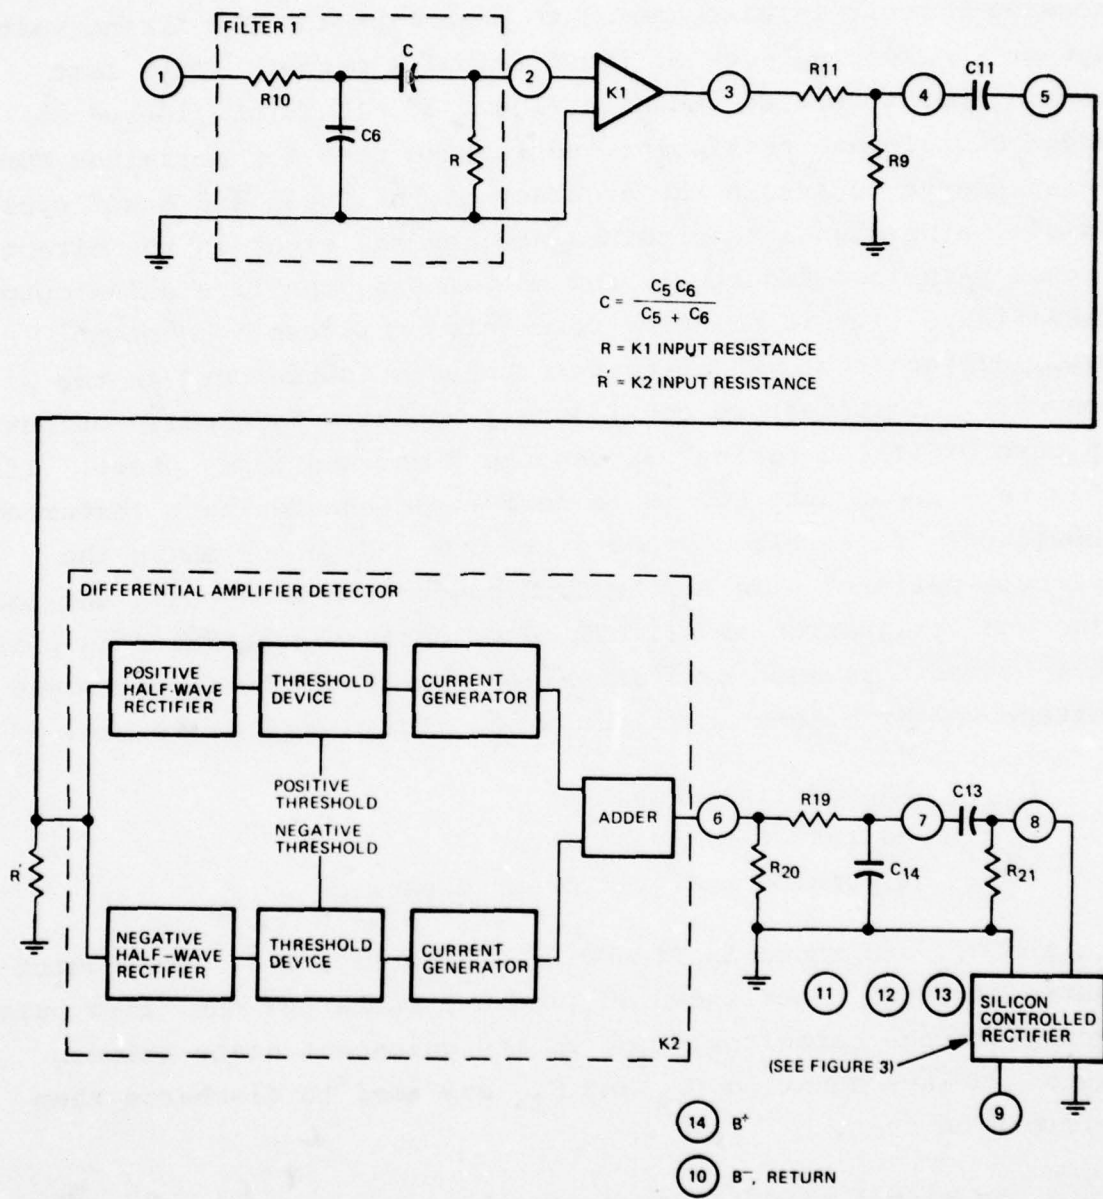 FILTER 1
1
R10
C6
C
R
2
K1
3
R11
R9
4
C11
5
C = C5 C6 / C5 + C6
R = K1 INPUT RESISTANCE
R' = K2 INPUT RESISTANCE
DIFFERENTIAL AMPLIFIER DETECTOR
POSITIVE
HALF-WAVE
RECTIFIER
THRESHOLD
DEVICE
CURRENT
GENERATOR
POSITIVE
THRESHOLD
NEGATIVE
THRESHOLD
ADDER
R'
NEGATIVE
HALF-WAVE
RECTIFIER
THRESHOLD
DEVICE
CURRENT
GENERATOR
K2
6
R20
R19
C14
7
C13
R21
8
11
12
13
SILICON
CONTROLLED
RECTIFIER
(SEE FIGURE 3)
9
14 B+
10 B-, RETURN